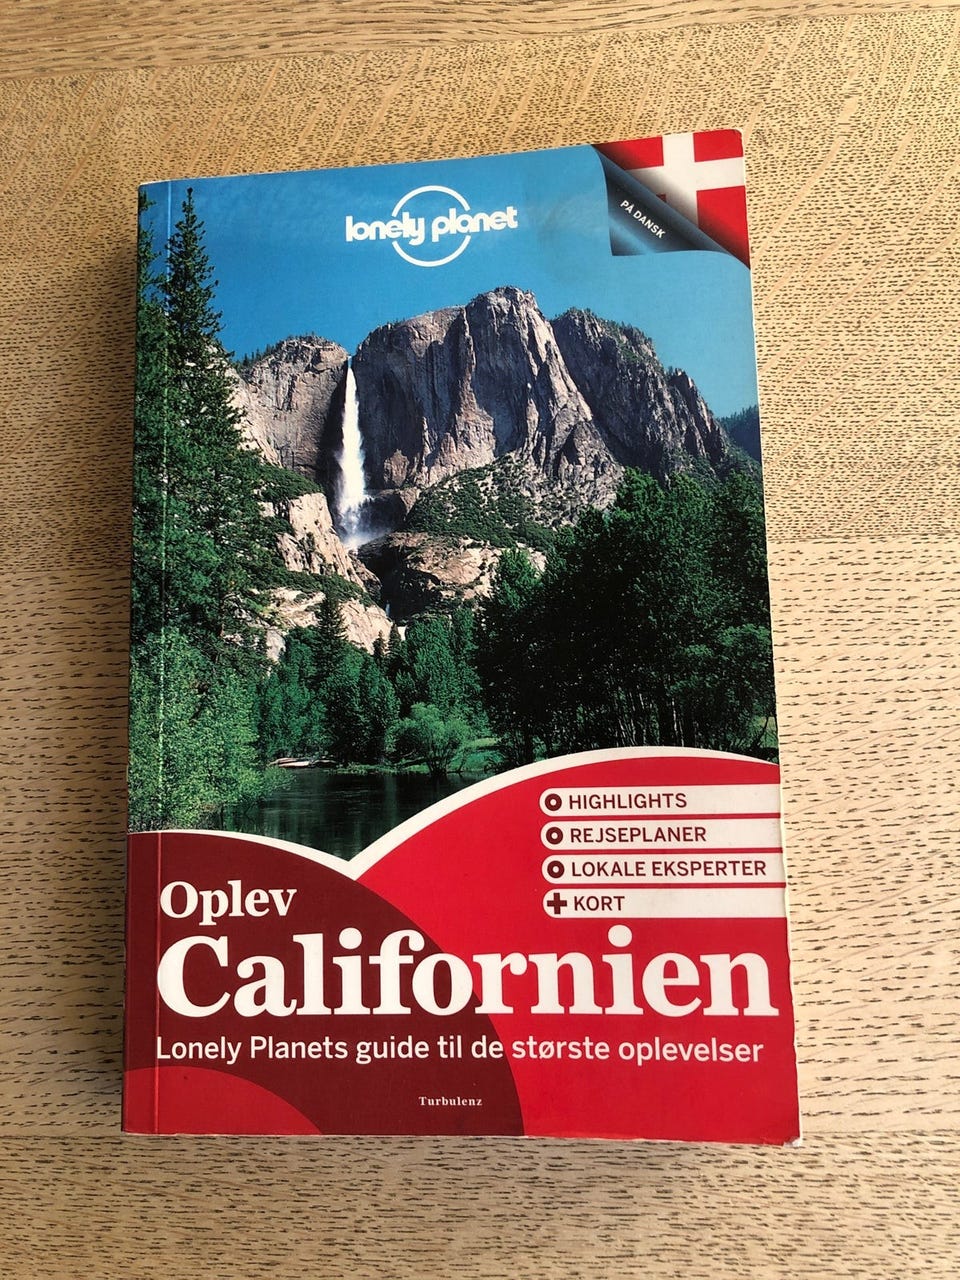 lonely planet
PÅ DANSK
HIGHLIGHTS
REJSEPLANER
LOKALE EKSPERTER
KORT
Oplev
Californien
Lonely Planets guide til de største oplevelser
Turbulenz